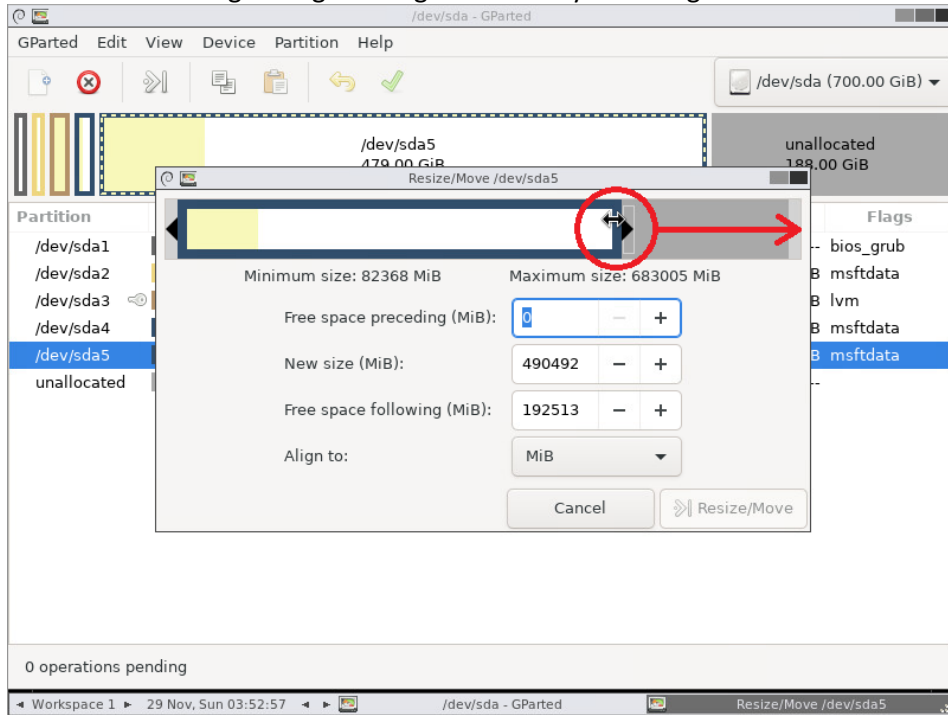 /dev/sda - GParted
GParted Edit View Device Partition Help
/dev/sda (700.00 GiB)
/dev/sda5
479.00 GiB
unallocated
188.00 GiB
Resize/Move /dev/sda5
Partition
Flags
/dev/sda1
-- bios_grub
/dev/sda2
B msftdata
/dev/sda3
B lvm
/dev/sda4
B msftdata
/dev/sda5
B msftdata
unallocated
--
Minimum size: 82368 MiB Maximum size: 683005 MiB
Free space preceding (MiB): 0 − +
New size (MiB): 490492 − +
Free space following (MiB): 192513 − +
Align to: MiB
Cancel Resize/Move
0 operations pending
Workspace 1 29 Nov, Sun 03:52:57 /dev/sda - GParted Resize/Move /dev/sda5